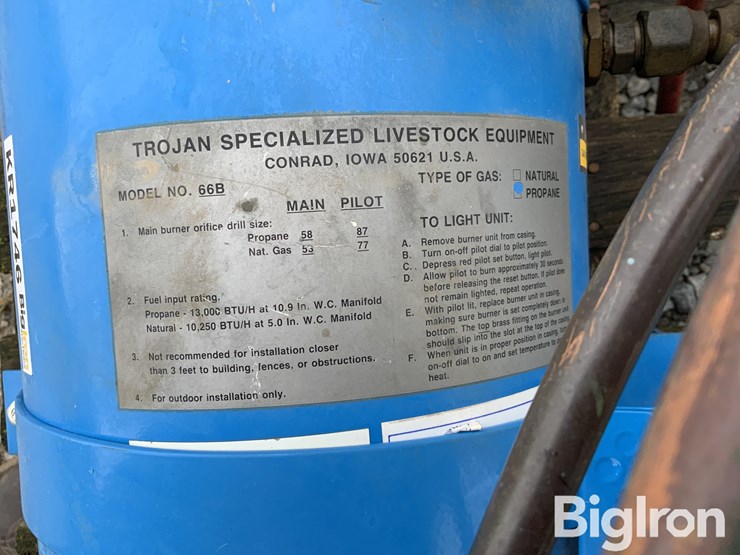 TROJAN SPECIALIZED LIVESTOCK EQUIPMENT
CONRAD, IOWA 50621 U.S.A.
MODEL NO. 66B
TYPE OF GAS: NATURAL
PROPANE
MAIN PILOT
1. Main burner orifice drill size:
Propane 58 87
Nat. Gas 53 77
2. Fuel input rating.
Propane - 13,000 BTU/H at 10.9 In. W.C. Manifold
Natural - 10,250 BTU/H at 5.0 In. W.C. Manifold
3. Not recommended for installation closer
than 3 feet to building, fences, or obstructions.
4. For outdoor installation only.
TO LIGHT UNIT:
A. Remove burner unit from casing.
B. Turn on-off pilot dial to pilot position.
C. Depress red pilot set button, light pilot.
D. Allow pilot to burn approximately 30 seconds
before releasing the reset button. If pilot does
not remain lighted, repeat operation.
E. With pilot lit, replace burner unit in casing,
making sure burner is set completely down in
bottom. The top brass fitting on the burner unit
should slip into the slot at the top of the casing.
F. When unit is in proper position in casing, turn
on-off dial to on and set temperature to
heat.
KR1746 Big
BigIron